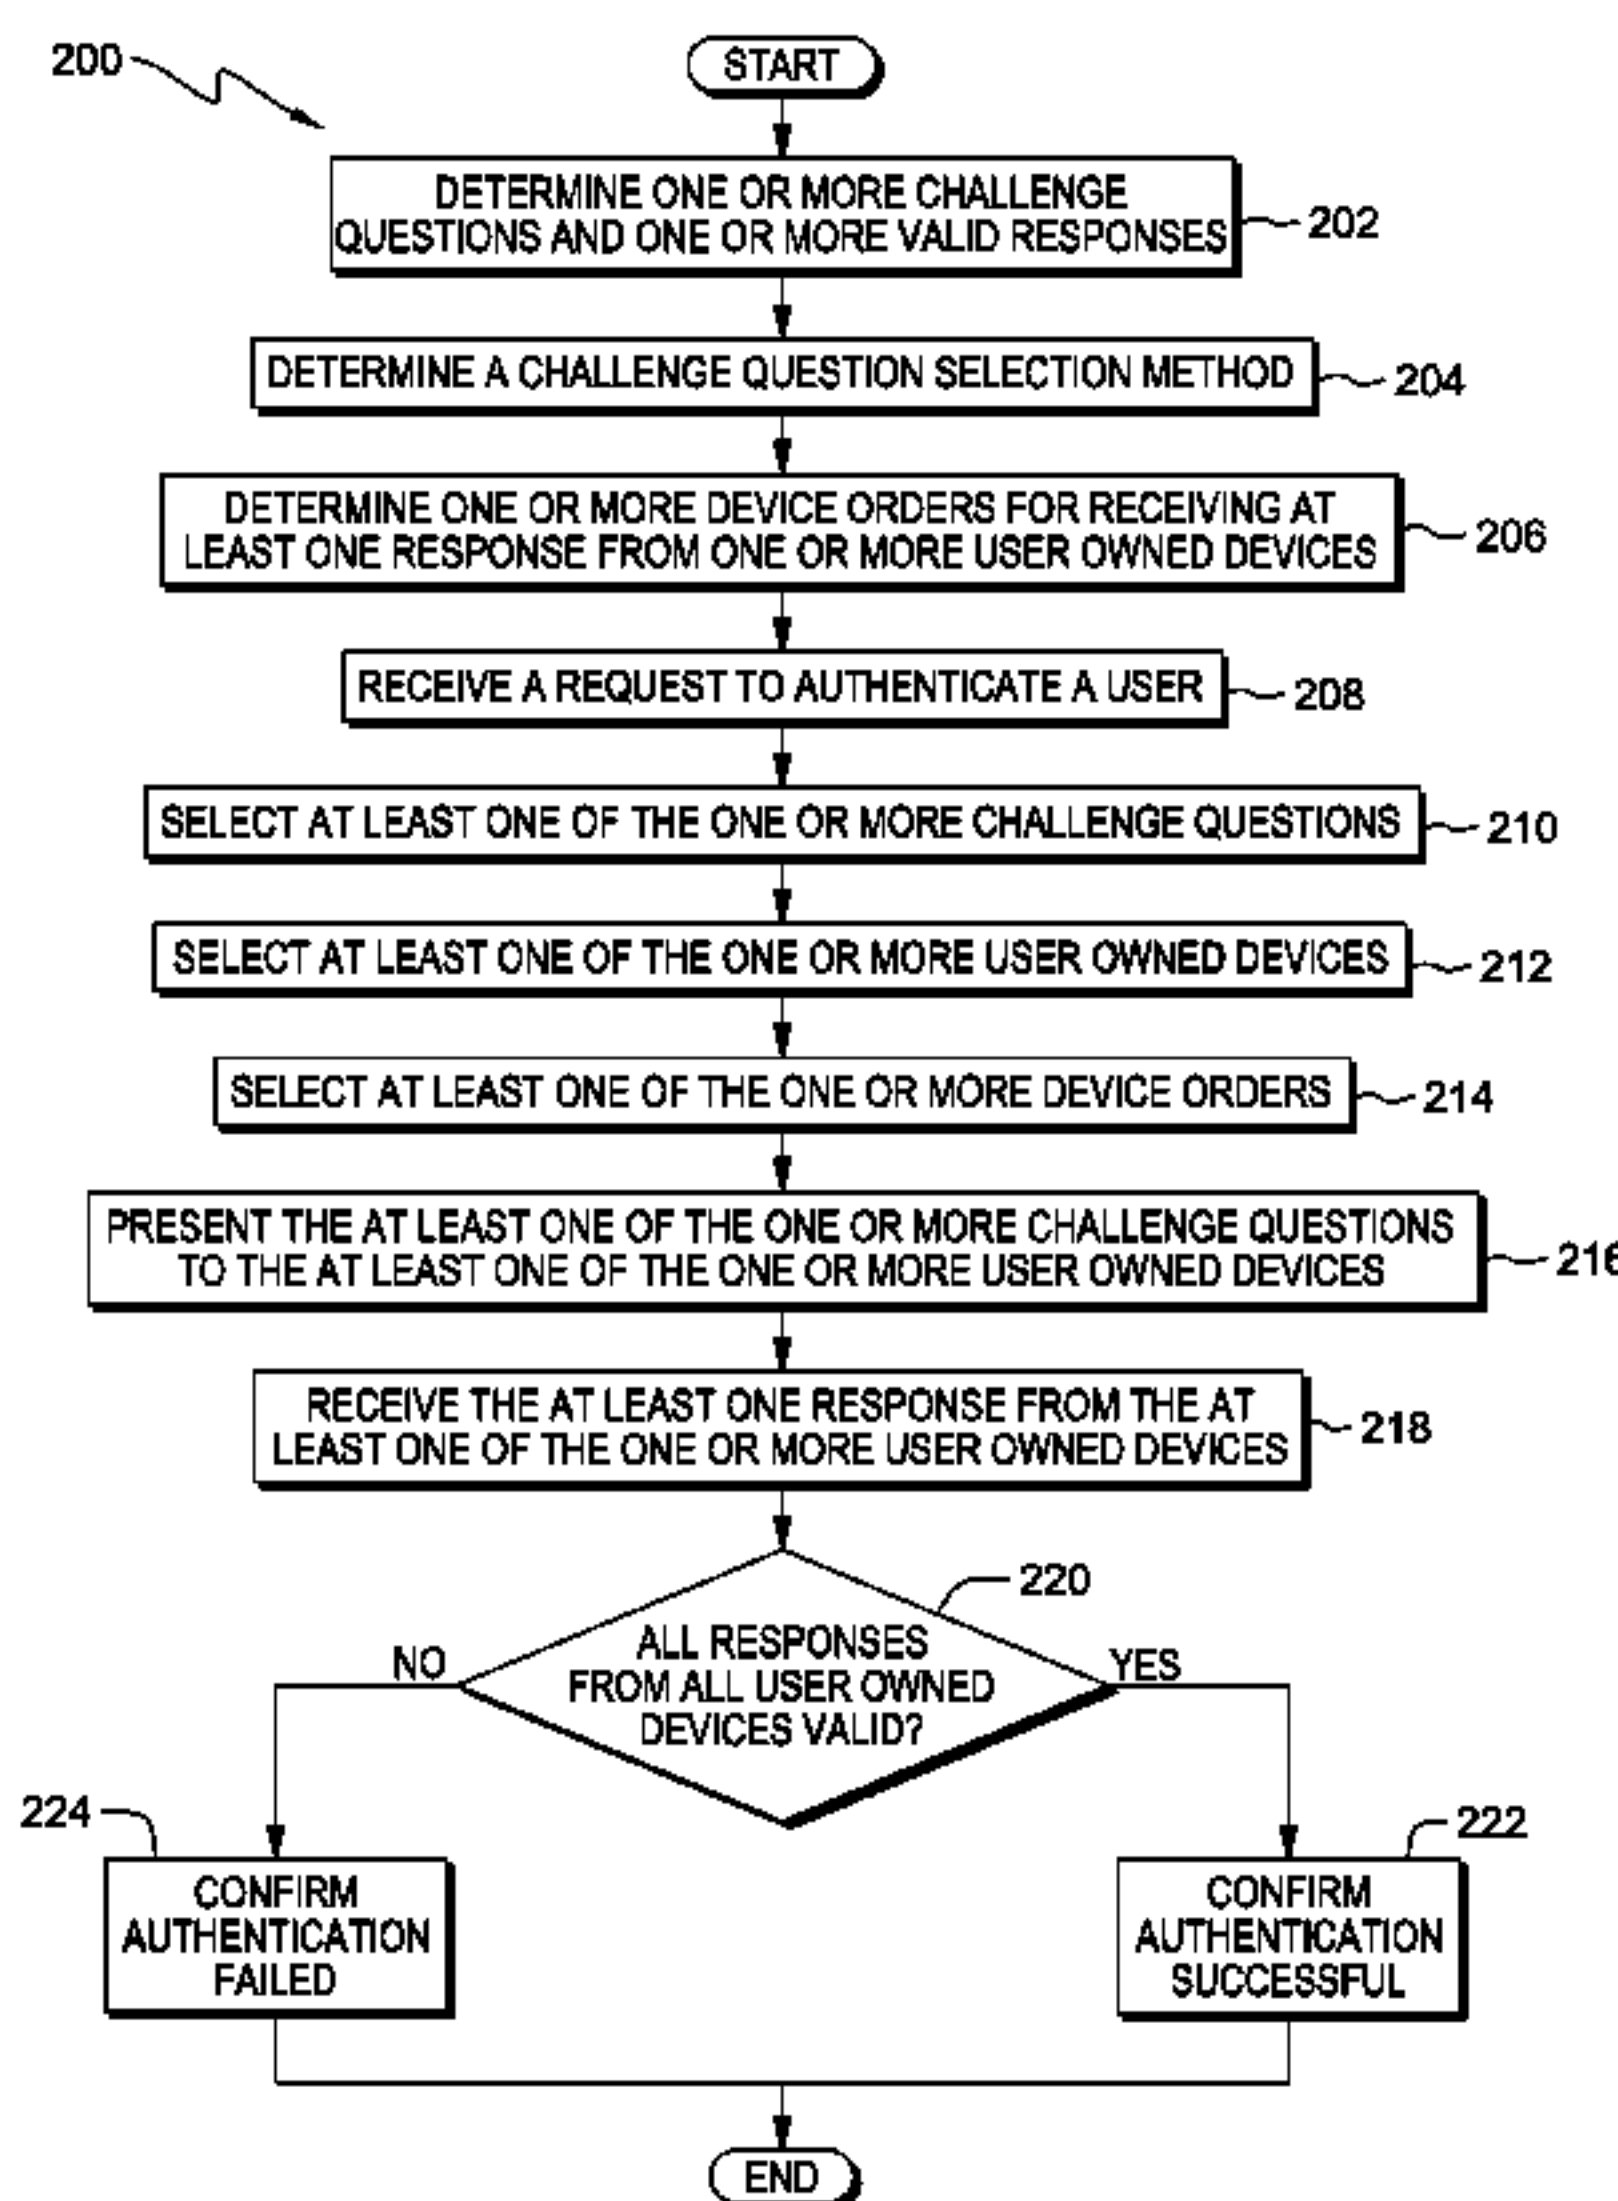 200
START
DETERMINE ONE OR MORE CHALLENGE
QUESTIONS AND ONE OR MORE VALID RESPONSES
202
DETERMINE A CHALLENGE QUESTION SELECTION METHOD
204
DETERMINE ONE OR MORE DEVICE ORDERS FOR RECEIVING AT
LEAST ONE RESPONSE FROM ONE OR MORE USER OWNED DEVICES
206
RECEIVE A REQUEST TO AUTHENTICATE A USER
208
SELECT AT LEAST ONE OF THE ONE OR MORE CHALLENGE QUESTIONS
210
SELECT AT LEAST ONE OF THE ONE OR MORE USER OWNED DEVICES
212
SELECT AT LEAST ONE OF THE ONE OR MORE DEVICE ORDERS
214
PRESENT THE AT LEAST ONE OF THE ONE OR MORE CHALLENGE QUESTIONS
TO THE AT LEAST ONE OF THE ONE OR MORE USER OWNED DEVICES
216
RECEIVE THE AT LEAST ONE RESPONSE FROM THE AT
LEAST ONE OF THE ONE OR MORE USER OWNED DEVICES
218
220
ALL RESPONSES
FROM ALL USER OWNED
DEVICES VALID?
NO
YES
224
CONFIRM
AUTHENTICATION
FAILED
222
CONFIRM
AUTHENTICATION
SUCCESSFUL
END